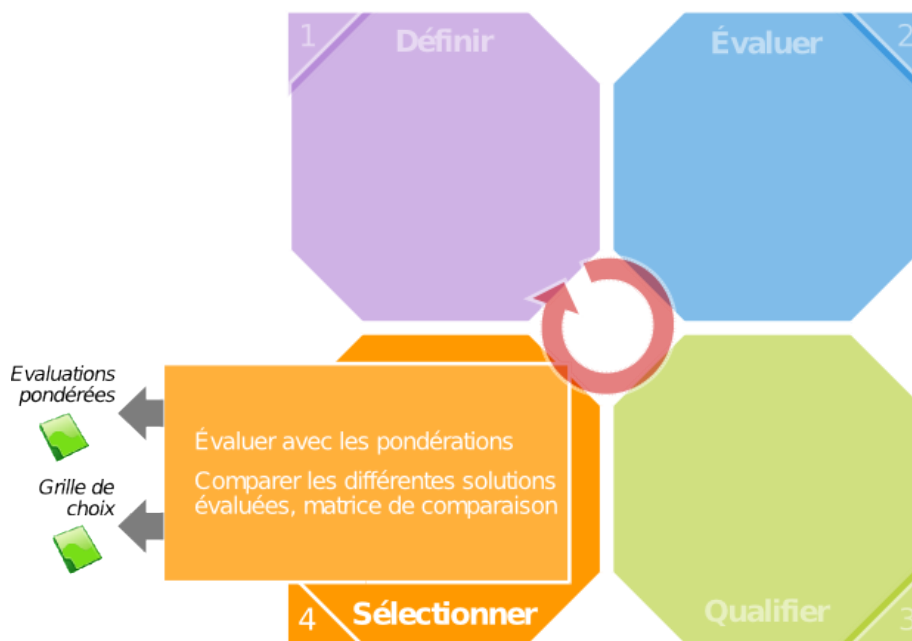 1
Définir
Évaluer
2
Evaluations
pondérées
Évaluer avec les pondérations
Comparer les différentes solutions
évaluées, matrice de comparaison
Grille de
choix
4
Sélectionner
Qualifier
3